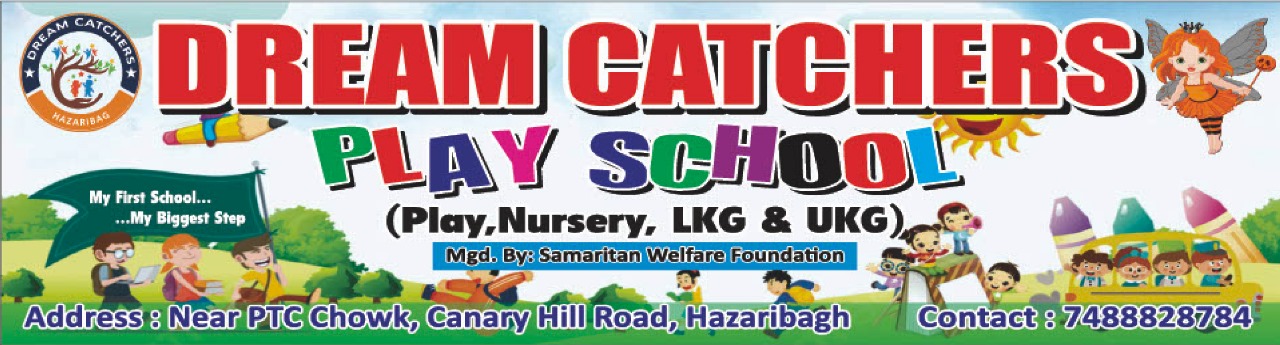 DREAM CATCHERS
HAZARIBAG
DREAM CATCHERS
PLAY SCHOOL
(Play,Nursery, LKG & UKG)
Mgd. By: Samaritan Welfare Foundation
My First School...
...My Biggest Step
Address : Near PTC Chowk, Canary Hill Road, Hazaribagh
Contact : 7488828784